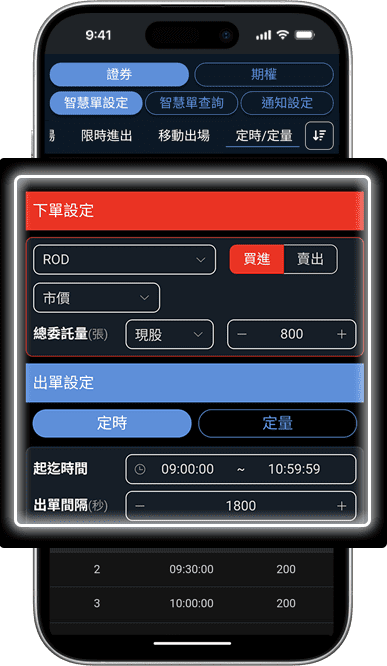 9:41
證券 期權
智慧單設定 智慧單查詢 通知設定
限時進出 移動出場 定時/定量
下單設定
ROD 買進 賣出
市價
總委託量(張) 現股 − 800 +
出單設定
定時 定量
起迄時間 09:00:00 ~ 10:59:59
出單間隔(秒) − 1800 +
2 09:30:00 200
3 10:00:00 200